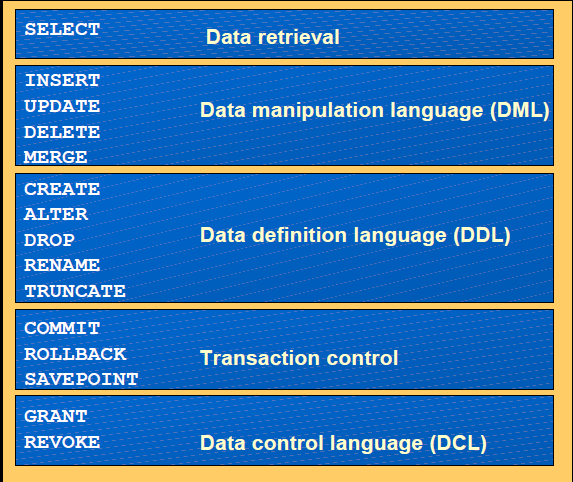 SELECT
Data retrieval
INSERT
UPDATE
DELETE
MERGE
Data manipulation language (DML)
CREATE
ALTER
DROP
RENAME
TRUNCATE
Data definition language (DDL)
COMMIT
ROLLBACK
SAVEPOINT
Transaction control
GRANT
REVOKE
Data control language (DCL)